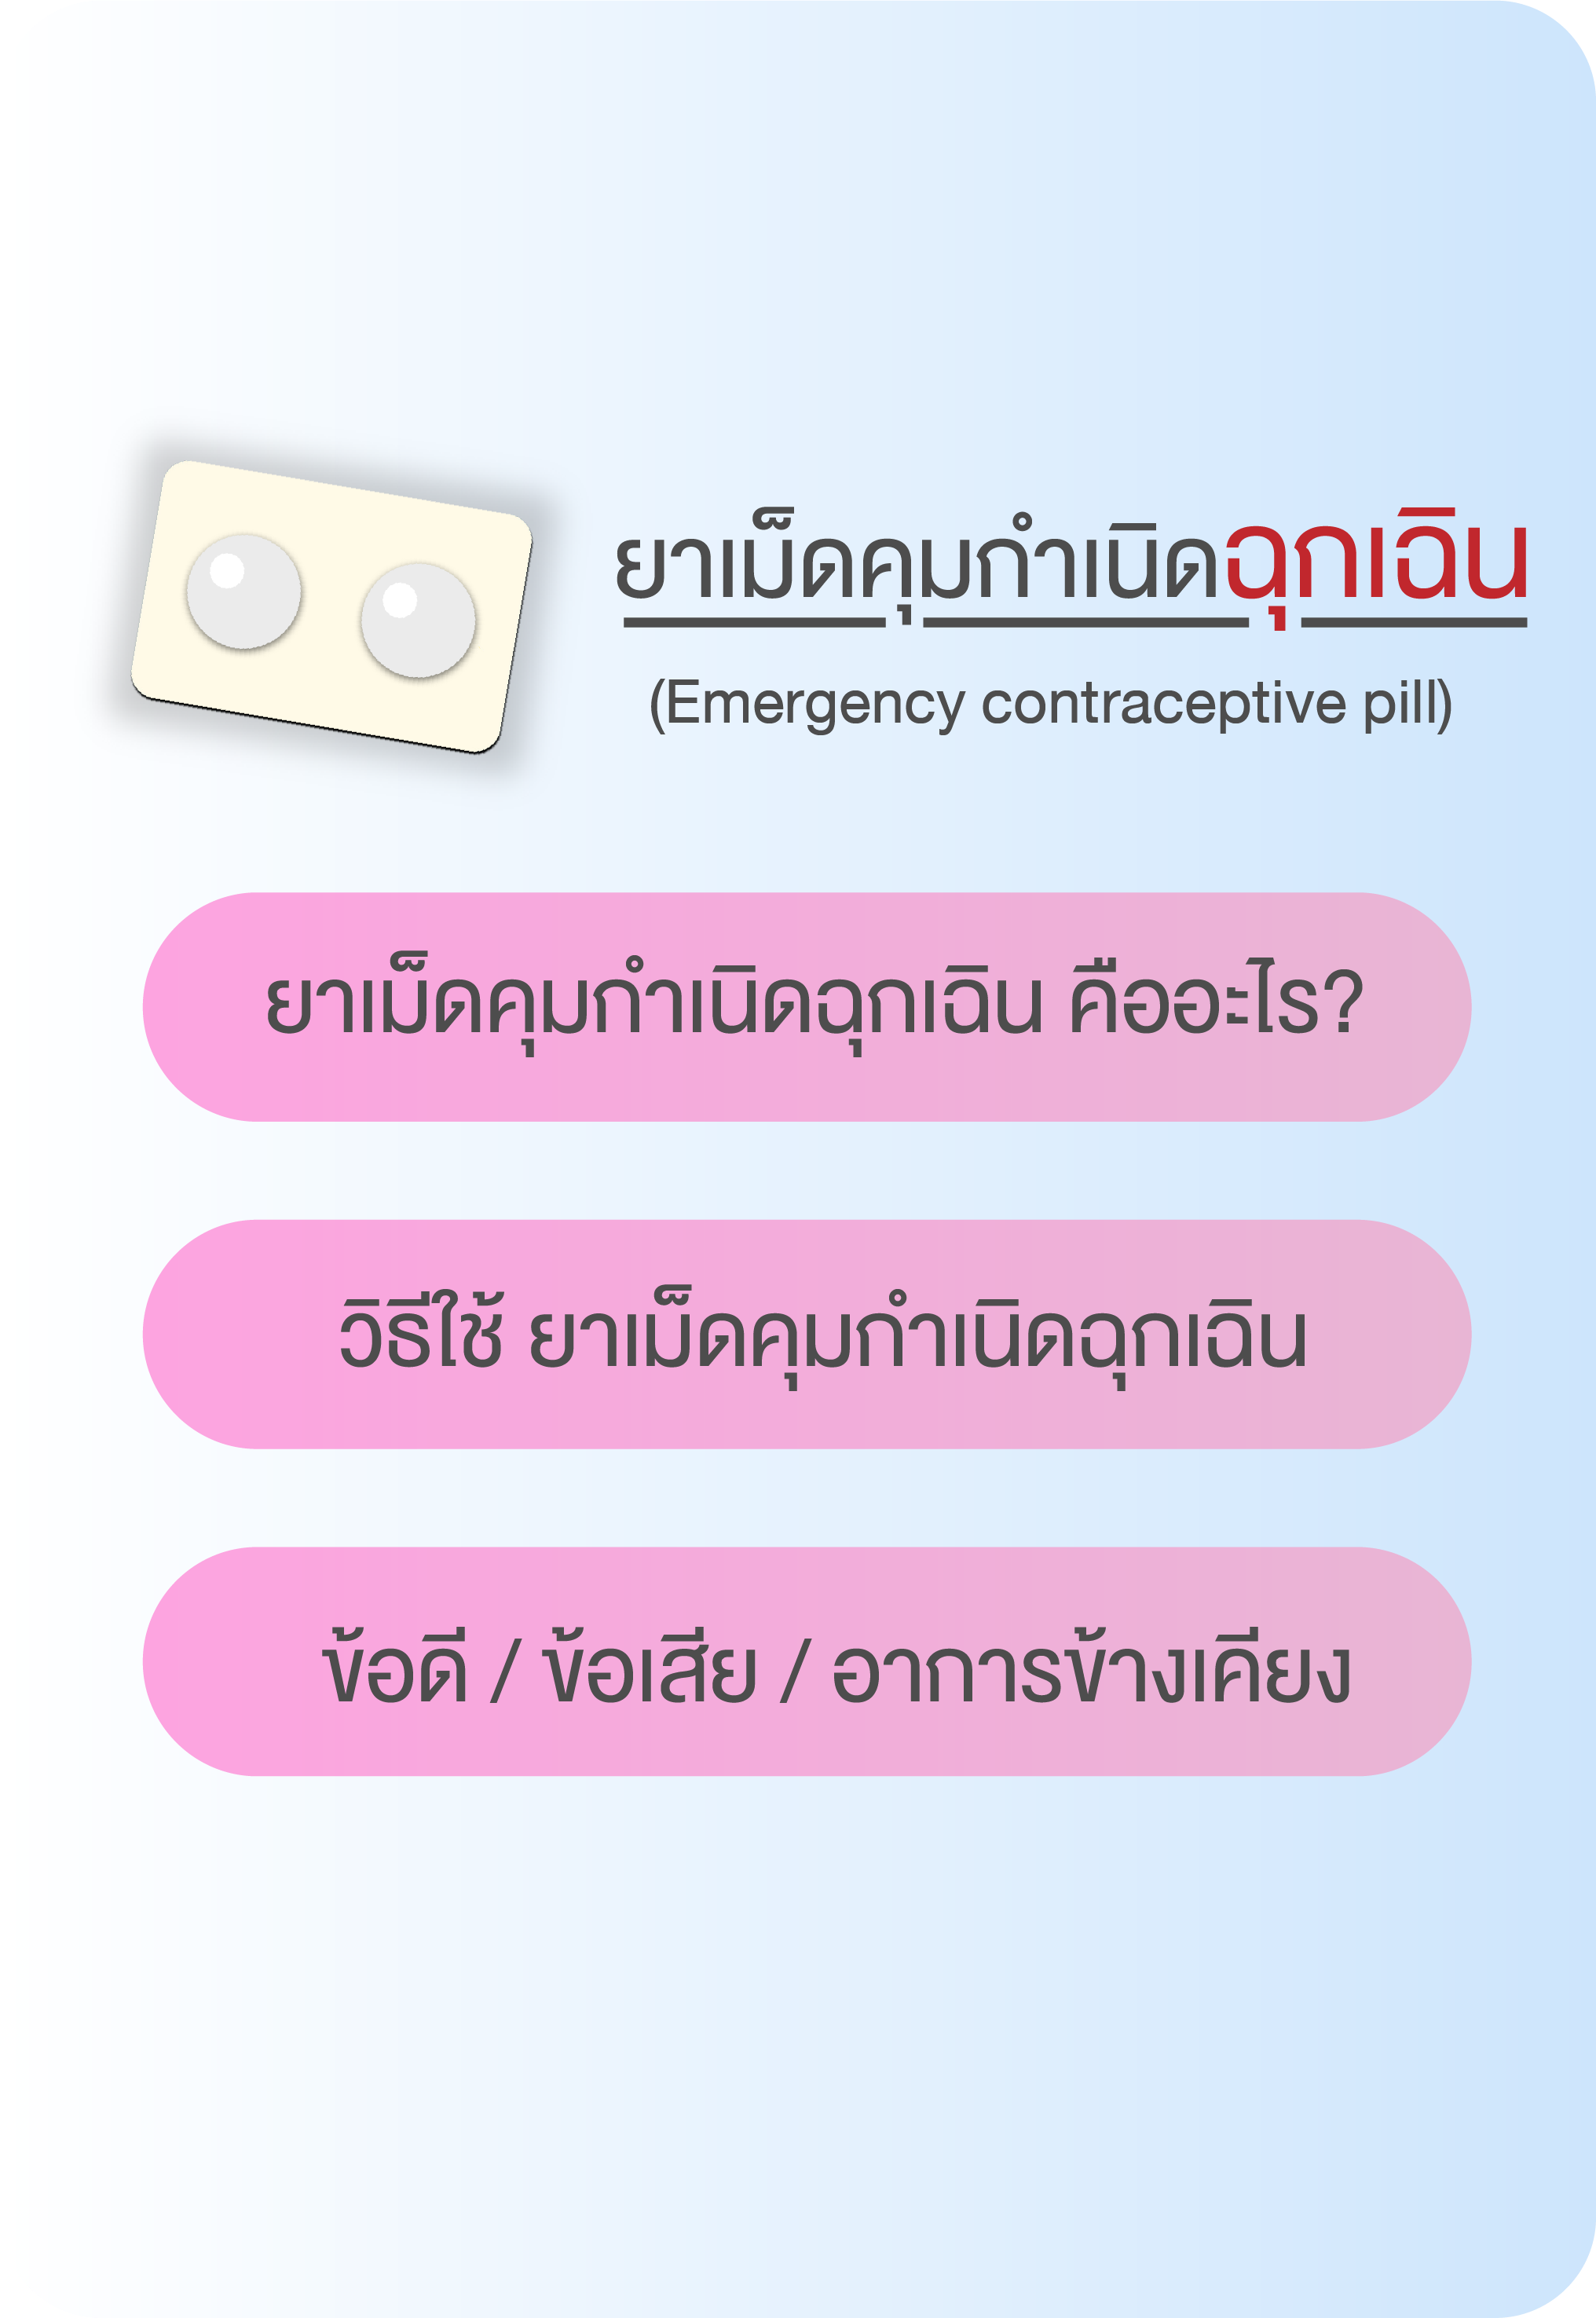 ยาเม็ดคุมกำเนิดฉุกเฉิน
(Emergency contraceptive pill)
ยาเม็ดคุมกำเนิดฉุกเฉิน คืออะไร?
วิธีใช้ ยาเม็ดคุมกำเนิดฉุกเฉิน
ข้อดี / ข้อเสีย / อาการข้างเคียง